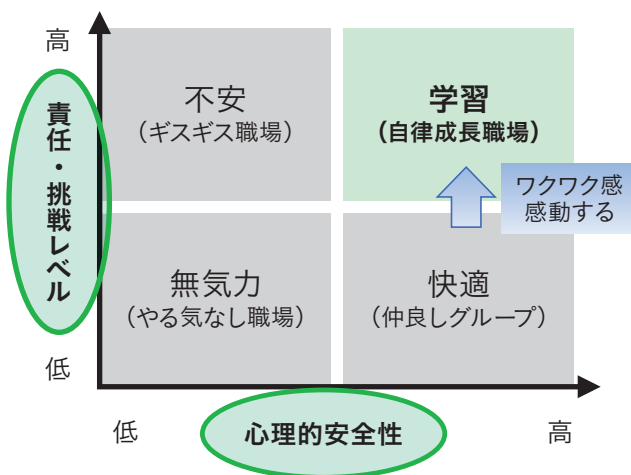 高
不安
（ギスギス職場）
学習
（自律成長職場）
責任・挑戦レベル
ワクワク感
感動する
無気力
（やる気なし職場）
快適
（仲良しグループ）
低
低
心理的安全性
高